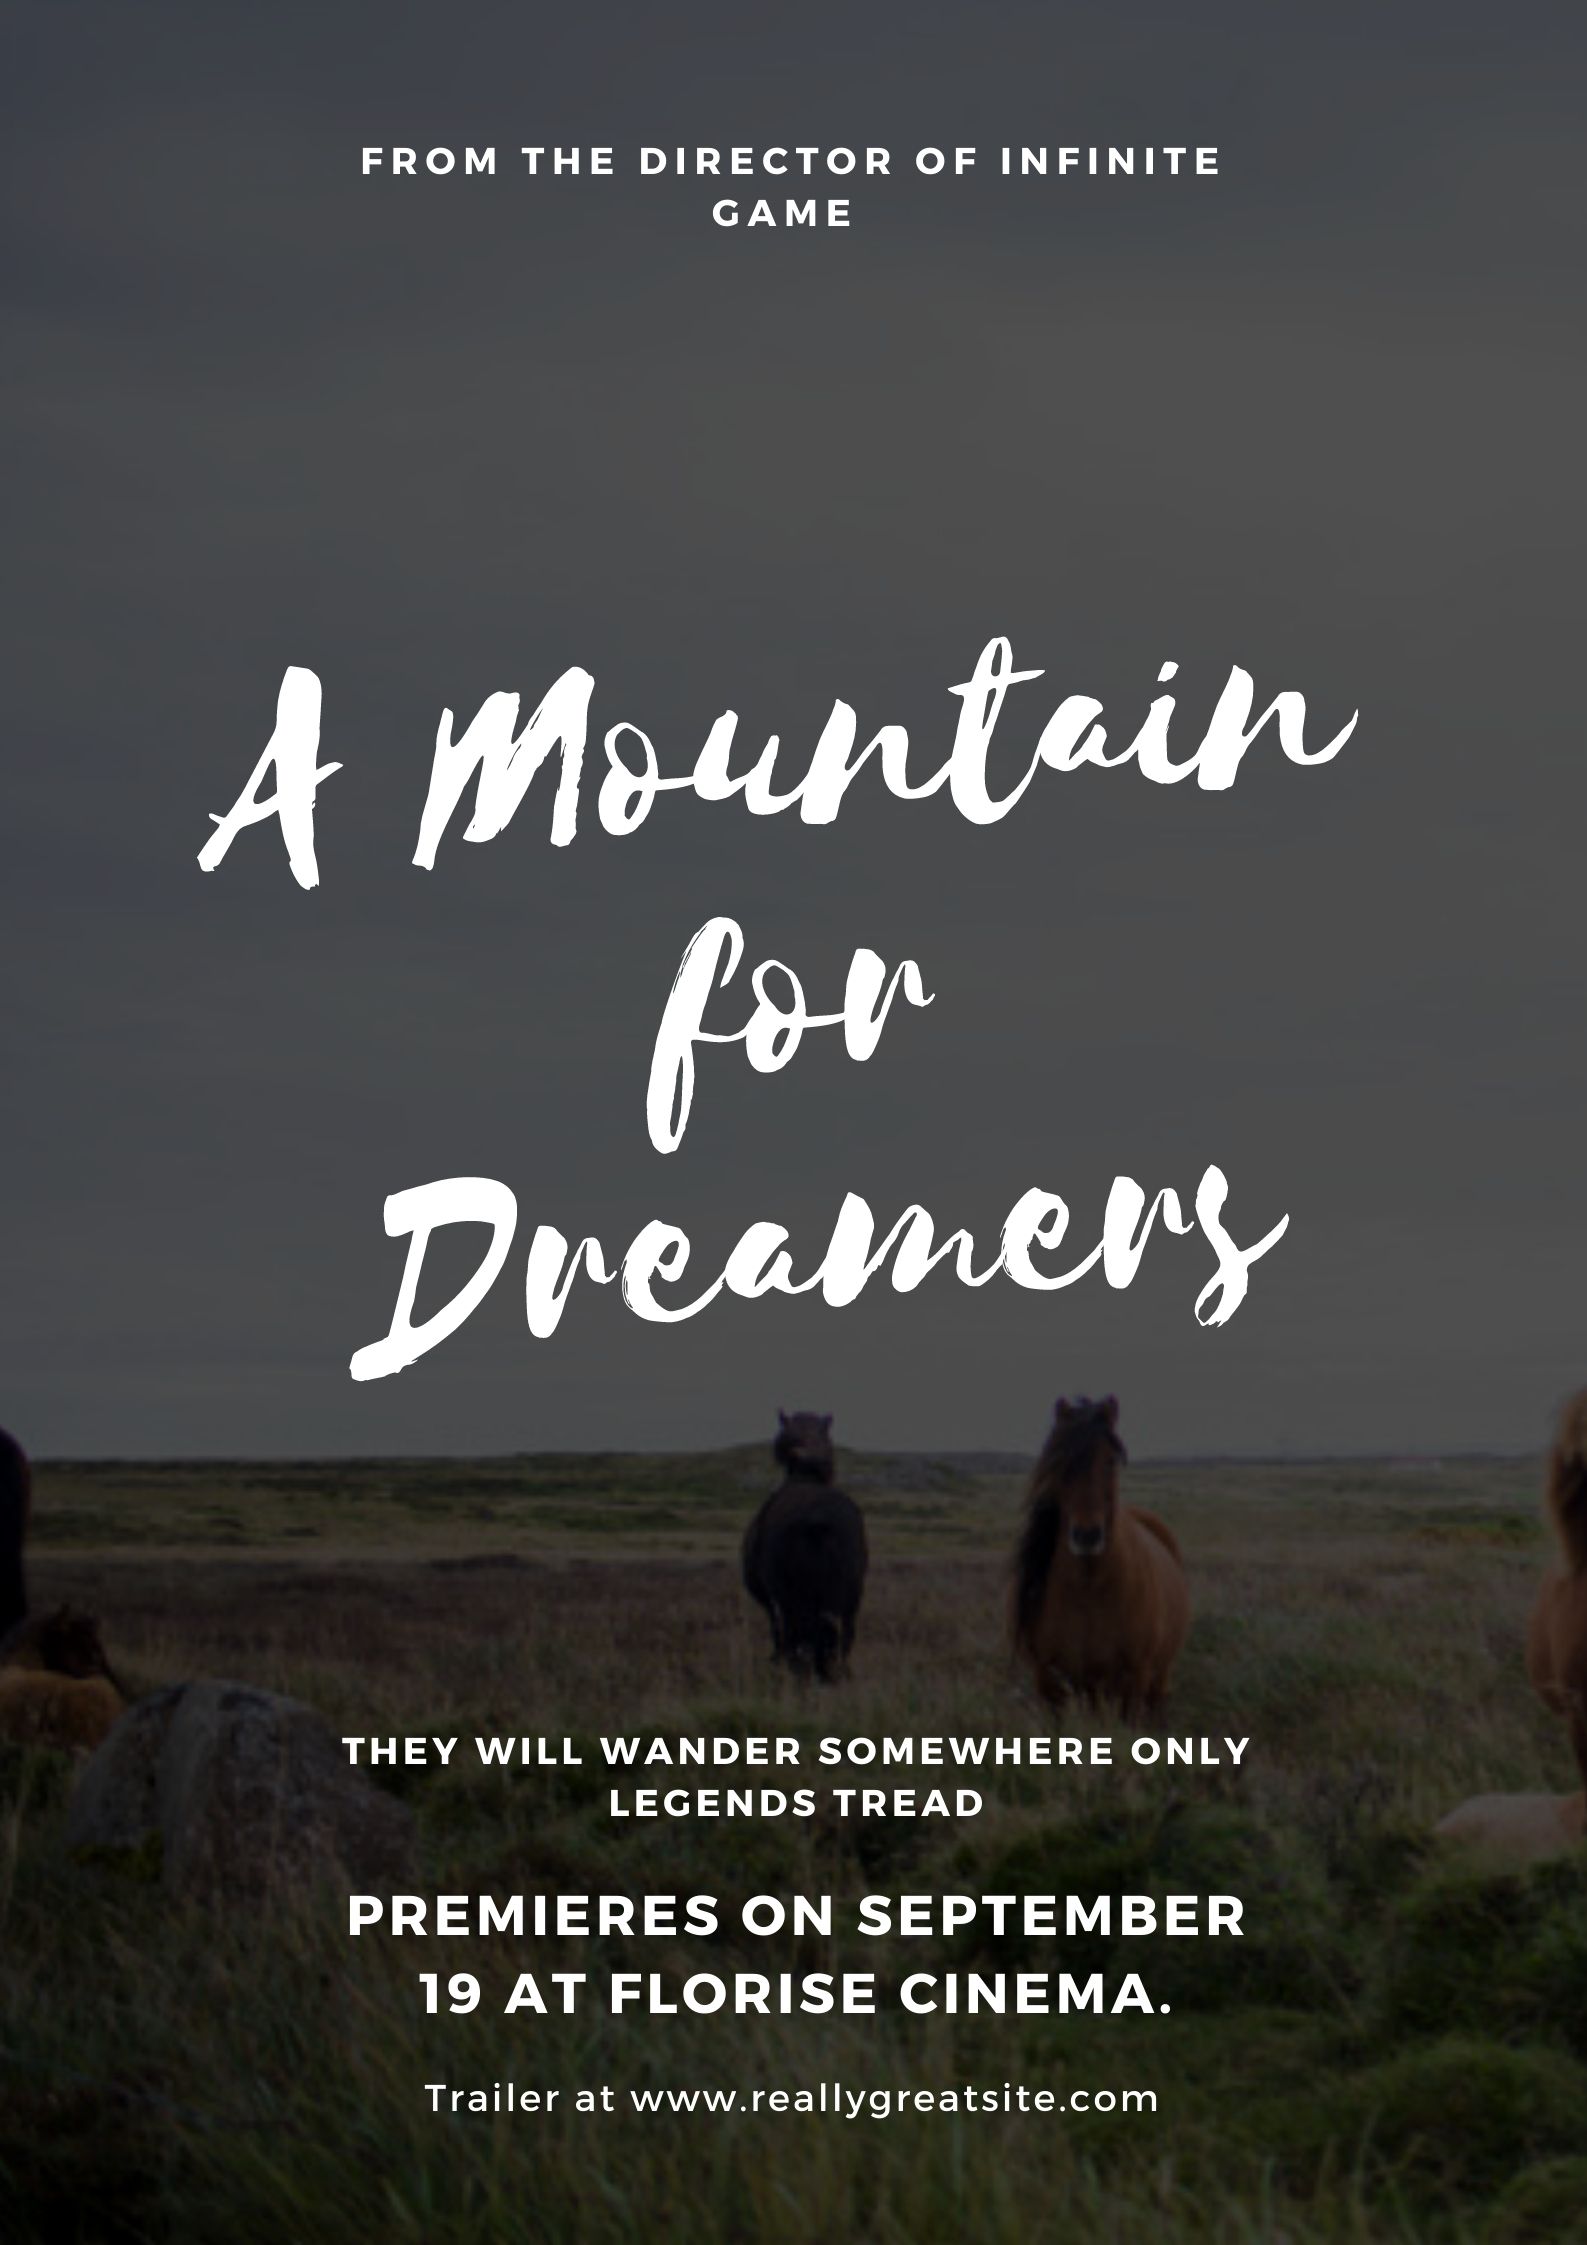 FROM THE DIRECTOR OF INFINITE
GAME
A Mountain
for
Dreamers
THEY WILL WANDER SOMEWHERE ONLY
LEGENDS TREAD
PREMIERES ON SEPTEMBER
19 AT FLORISE CINEMA.
Trailer at www.reallygreatsite.com